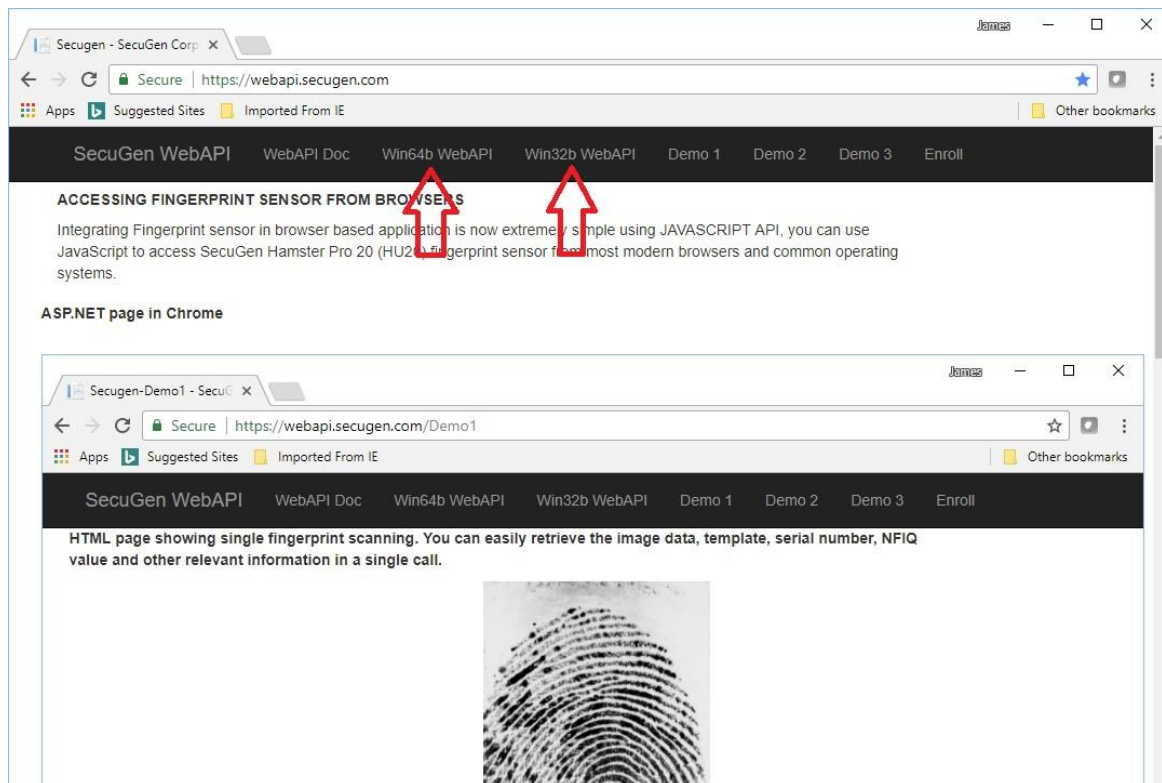 James
Secugen - SecuGen Corp
Secure | https://webapi.secugen.com
Apps Suggested Sites Imported From IE Other bookmarks
SecuGen WebAPI WebAPI Doc Win64b WebAPI Win32b WebAPI Demo 1 Demo 2 Demo 3 Enroll
ACCESSING FINGERPRINT SENSOR FROM BROWSERS
Integrating Fingerprint sensor in browser based application is now extremely simple using JAVASCRIPT API, you can use
JavaScript to access SecuGen Hamster Pro 20 (HU20) fingerprint sensor from most modern browsers and common operating
systems.
ASP.NET page in Chrome
James
Secugen-Demo1 - SecuG
Secure | https://webapi.secugen.com/Demo1
Apps Suggested Sites Imported From IE Other bookmarks
SecuGen WebAPI WebAPI Doc Win64b WebAPI Win32b WebAPI Demo 1 Demo 2 Demo 3 Enroll
HTML page showing single fingerprint scanning. You can easily retrieve the image data, template, serial number, NFIQ
value and other relevant information in a single call.